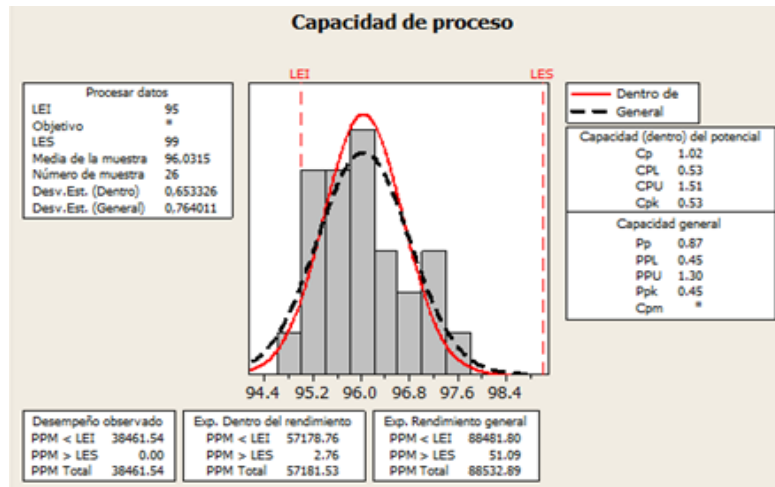 Capacidad de proceso
LEI
LES
Procesar datos
LEI 95
Objetivo *
LES 99
Media de la muestra 96.0315
Número de muestra 26
Desv.Est. (Dentro) 0,653326
Desv.Est. (General) 0,764011
Dentro de
General
Capacidad (dentro) del potencial
Cp 1.02
CPL 0.53
CPU 1.51
Cpk 0.53
Capacidad general
Pp 0.87
PPL 0.45
PPU 1.30
Ppk 0.45
Cpm *
94.4 95.2 96.0 96.8 97.6 98.4
Desempeño observado
PPM < LEI 38461.54
PPM > LES 0.00
PPM Total 38461.54
Exp. Dentro del rendimiento
PPM < LEI 57178.76
PPM > LES 2.76
PPM Total 57181.53
Exp. Rendimiento general
PPM < LEI 88481.80
PPM > LES 51.09
PPM Total 88532.89